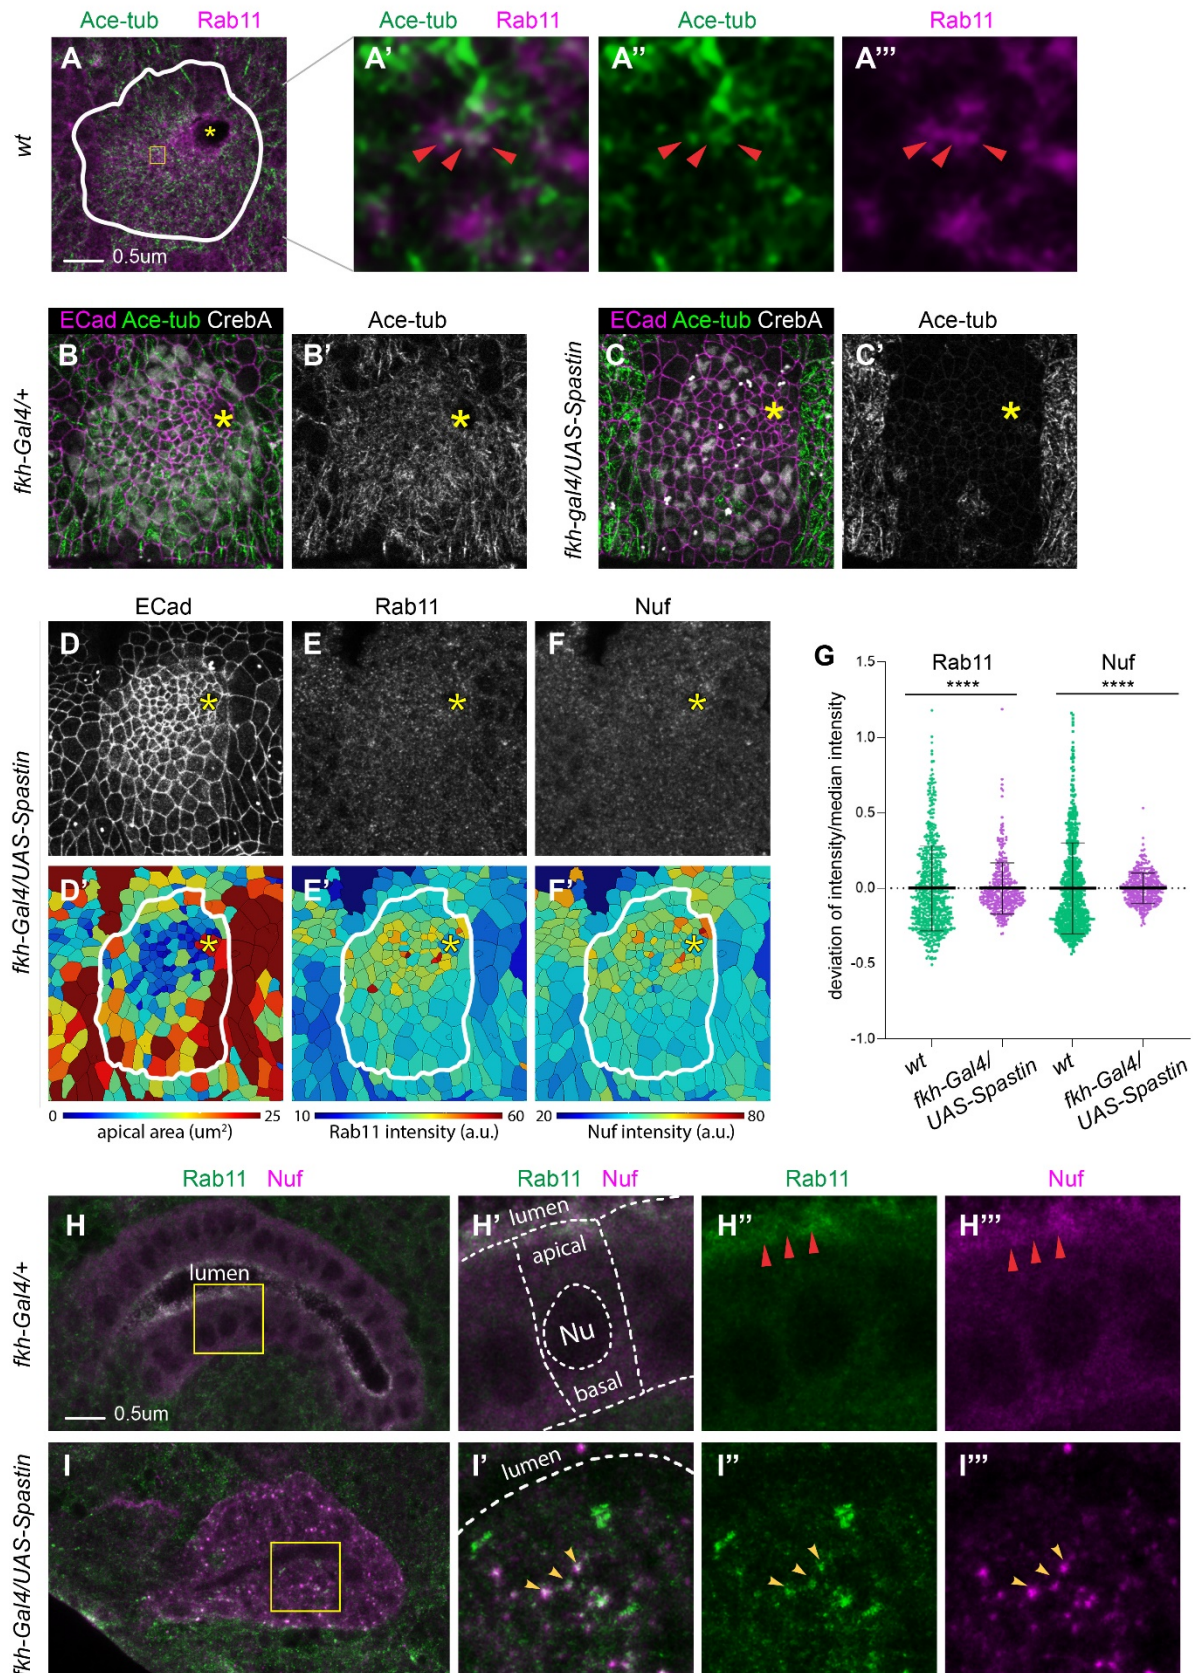 Ace-tub Rab11
Ace-tub Rab11
Ace-tub
Rab11
wt
A
*
0.5um
A'
A''
A'''
ECad Ace-tub CrebA
Ace-tub
ECad Ace-tub CrebA
Ace-tub
fkh-Gal4/+
B
*
B'
*
fkh-gal4/UAS-Spastin
C
*
C'
*
ECad
Rab11
Nuf
fkh-Gal4/UAS-Spastin
D
*
E
*
F
*
D'
*
E'
*
F'
*
0 25
apical area (um²)
10 60
Rab11 intensity (a.u.)
20 80
Nuf intensity (a.u.)
G
Rab11
Nuf
****
****
deviation of intensity/median intensity
1.5
1.0
0.5
0.0
-0.5
-1.0
wt
fkh-Gal4/
UAS-Spastin
wt
fkh-Gal4/
UAS-Spastin
Rab11 Nuf
Rab11 Nuf
Rab11
Nuf
fkh-Gal4/+
H
lumen
0.5um
H'
lumen
apical
Nu
basal
H''
H'''
fkh-Gal4/UAS-Spastin
I
I'
lumen
I''
I'''